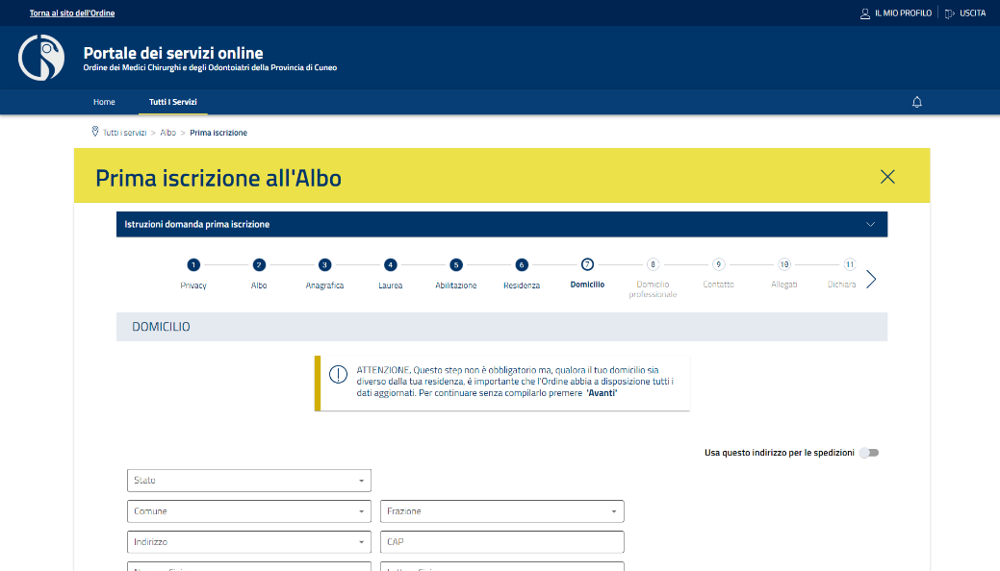 Torna al sito dell'Ordine
IL MIO PROFILO
USCITA
Portale dei servizi online
Ordine dei Medici Chirurghi e degli Odontoiatri della Provincia di Cuneo
Home
Tutti I Servizi
Tutti i servizi > Albo > Prima iscrizione
Prima iscrizione all'Albo
Istruzioni domanda prima iscrizione
1 2 3 4 5 6 7 8 9 10 11
Privacy Albo Anagrafica Laurea Abilitazione Residenza Domicilio Domicilio professionale Contatto Allegati Dichiara
DOMICILIO
ATTENZIONE, Questo step non è obbligatorio ma, qualora il tuo domicilio sia
diverso dalla tua residenza, è importante che l'Ordine abbia a disposizione tutti i
dati aggiornati. Per continuare senza compilarlo premere 'Avanti'
Usa questo indirizzo per le spedizioni
Stato
Comune
Frazione
Indirizzo
CAP